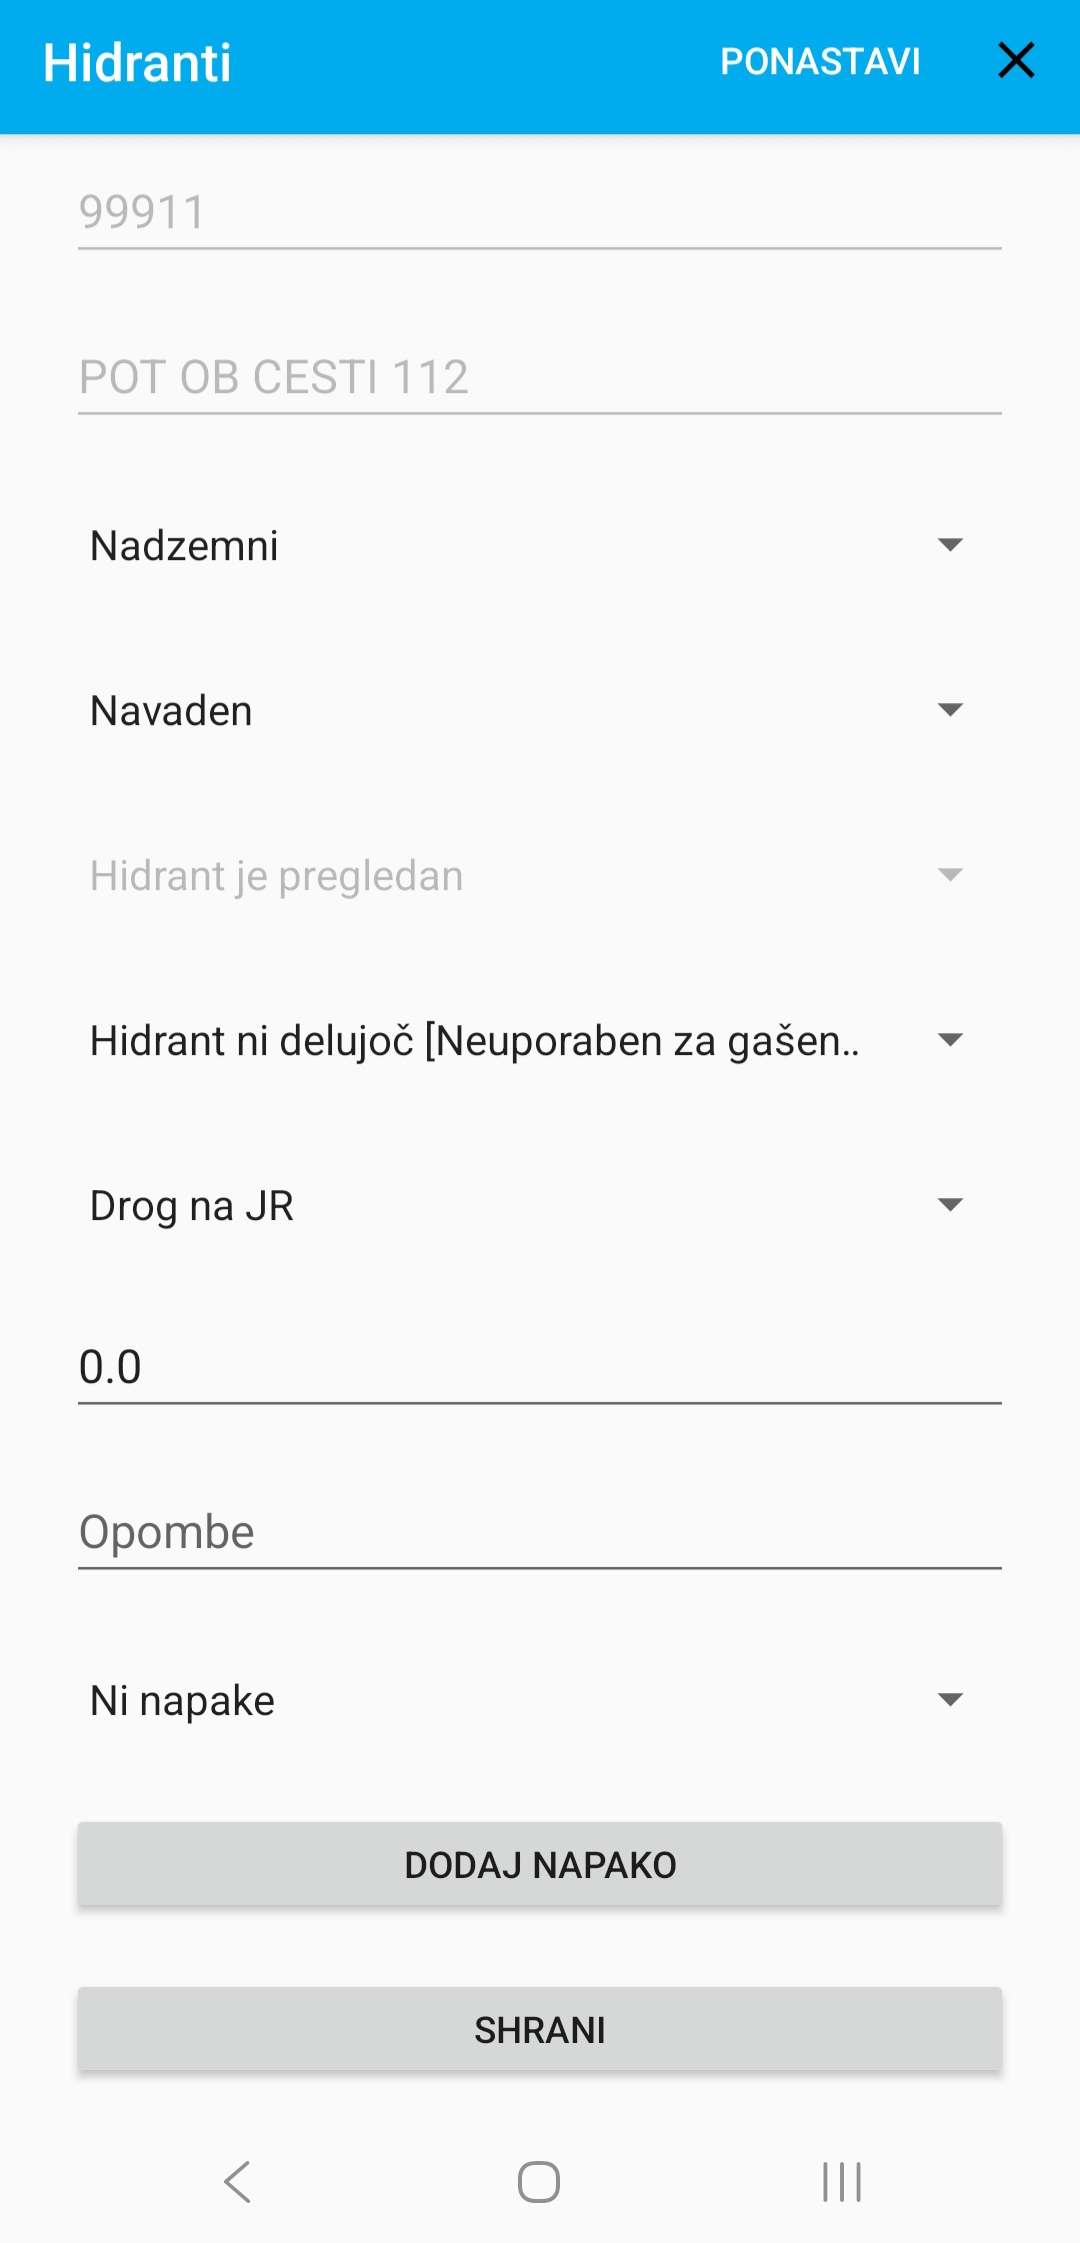 Hidranti
PONASTAVI
99911
POT OB CESTI 112
Nadzemni
Navaden
Hidrant je pregledan
Hidrant ni delujoč [Neuporaben za gašen..
Drog na JR
0.0
Opombe
Ni napake
DODAJ NAPAKO
SHRANI